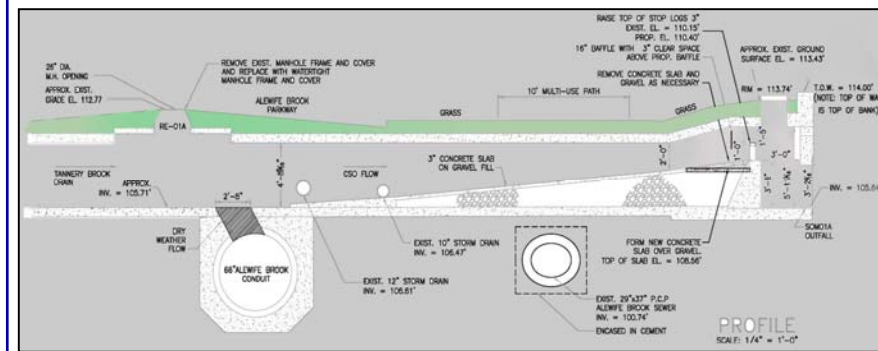 RAISE TOP OF STOP LOGS 3"
EXIST. EL. = 110.15'
PROP. EL. = 110.40'
16" BAFFLE WITH 3" CLEAR SPACE
ABOVE PROP. BAFFLE
REMOVE CONCRETE SLAB AND
GRAVEL AS NECESSARY
APPROX. EXIST. GROUND
SURFACE EL. = 113.43'
RIM = 113.74'
T.O.W. = 114.00'
(NOTE: TOP OF WA
IS TOP OF BANK)
26" DIA.
M.H. OPENING
APPROX. EXIST.
GRADE EL. 112.77
REMOVE EXIST. MANHOLE FRAME AND COVER
AND REPLACE WITH WATERTIGHT
MANHOLE FRAME AND COVER
ALEWIFE BROOK
PARKWAY
RE-01A
GRASS
10' MULTI-USE PATH
GRASS
TANNERY BROOK
DRAIN
CSO FLOW
3" CONCRETE SLAB
ON GRAVEL FILL
2'-0"
1'-0"
1'-5"
3'-0"
3'-1"
APPROX.
INV. = 105.71'
2'-6"
DRY
WEATHER
FLOW
66"ALEWIFE BROOK
CONDUIT
EXIST. 12" STORM DRAIN
INV. = 106.61'
EXIST. 10" STORM DRAIN
INV. = 106.47'
FORM NEW CONCRETE
SLAB OVER GRAVEL.
TOP OF SLAB EL. = 108.56'
INV. = 105.64
SOM01A
OUTFALL
EXIST. 29"x37" P.C.P
ALEWIFE BROOK SEWER
INV. = 100.74'
ENCASED IN CEMENT
PROFILE
SCALE: 1/4" = 1'-0"